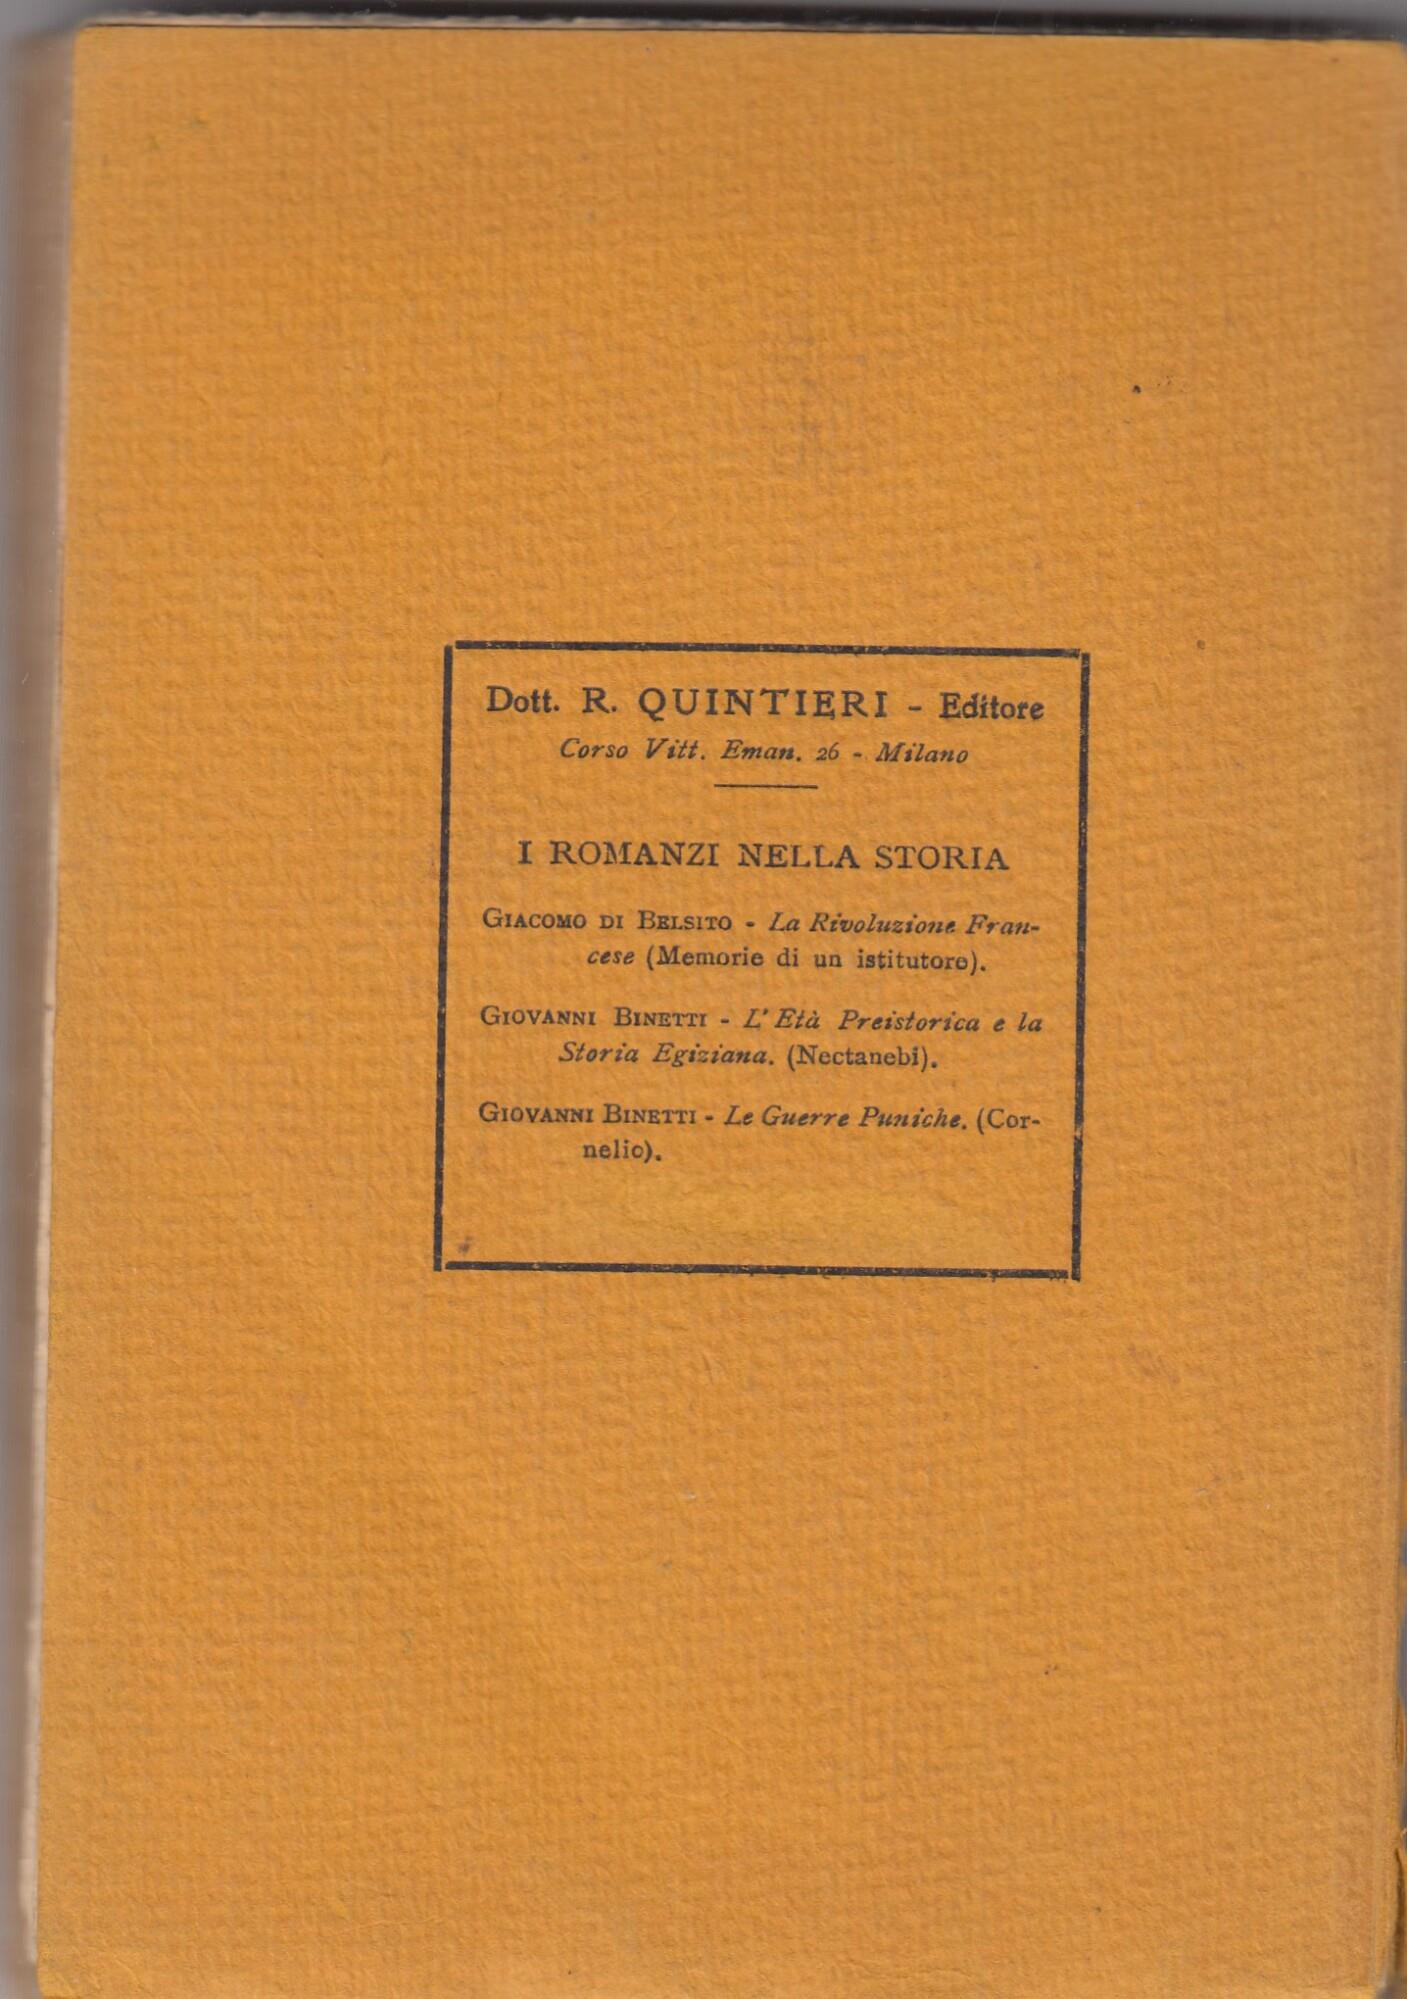 Dott. R. QUINTIERI - Editore
Corso Vitt. Eman. 26 - Milano
I ROMANZI NELLA STORIA
GIACOMO DI BELSITO - La Rivoluzione Fran-
cese (Memorie di un istitutore).
GIOVANNI BINETTI - L' Età Preistorica e la
Storia Egiziana. (Nectanebi).
GIOVANNI BINETTI - Le Guerre Puniche. (Cor-
nelio).